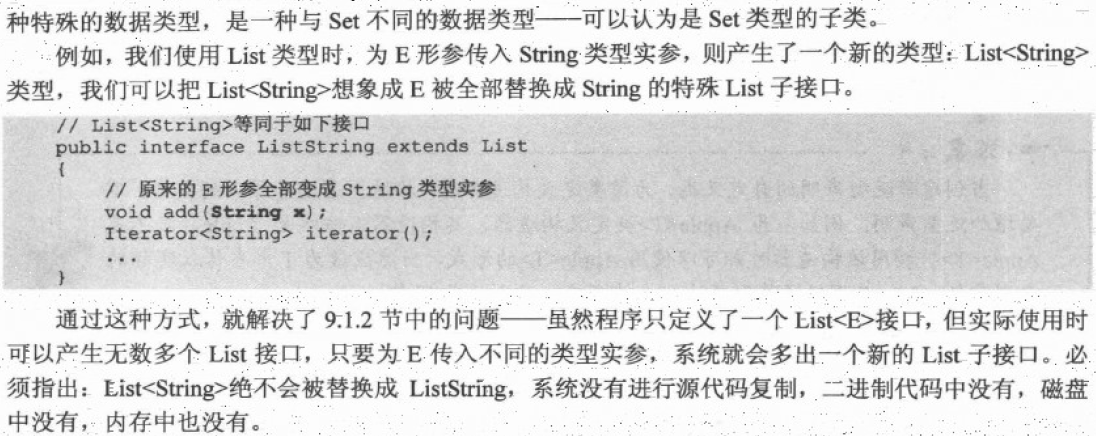 种特殊的数据类型，是一种与 Set 不同的数据类型——可以认为是 Set 类型的子类。
例如，我们使用 List 类型时，为 E 形参传入 String 类型实参，则产生了一个新的类型：List<String>
类型，我们可以把 List<String>想象成 E 被全部替换成 String 的特殊 List 子接口。
// List<String>等同于如下接口
public interface ListString extends List
{
// 原来的 E 形参全部变成 String 类型实参
void add(String x);
Iterator<String> iterator();
}
通过这种方式，就解决了 9.1.2 节中的问题——虽然程序只定义了一个 List<E>接口，但实际使用时
可以产生无数多个 List 接口，只要为 E 传入不同的类型实参，系统就会多出一个新的 List 子接口。必
须指出：List<String>绝不会被替换成 ListString，系统没有进行源代码复制，二进制代码中没有，磁盘
中没有，内存中也没有。